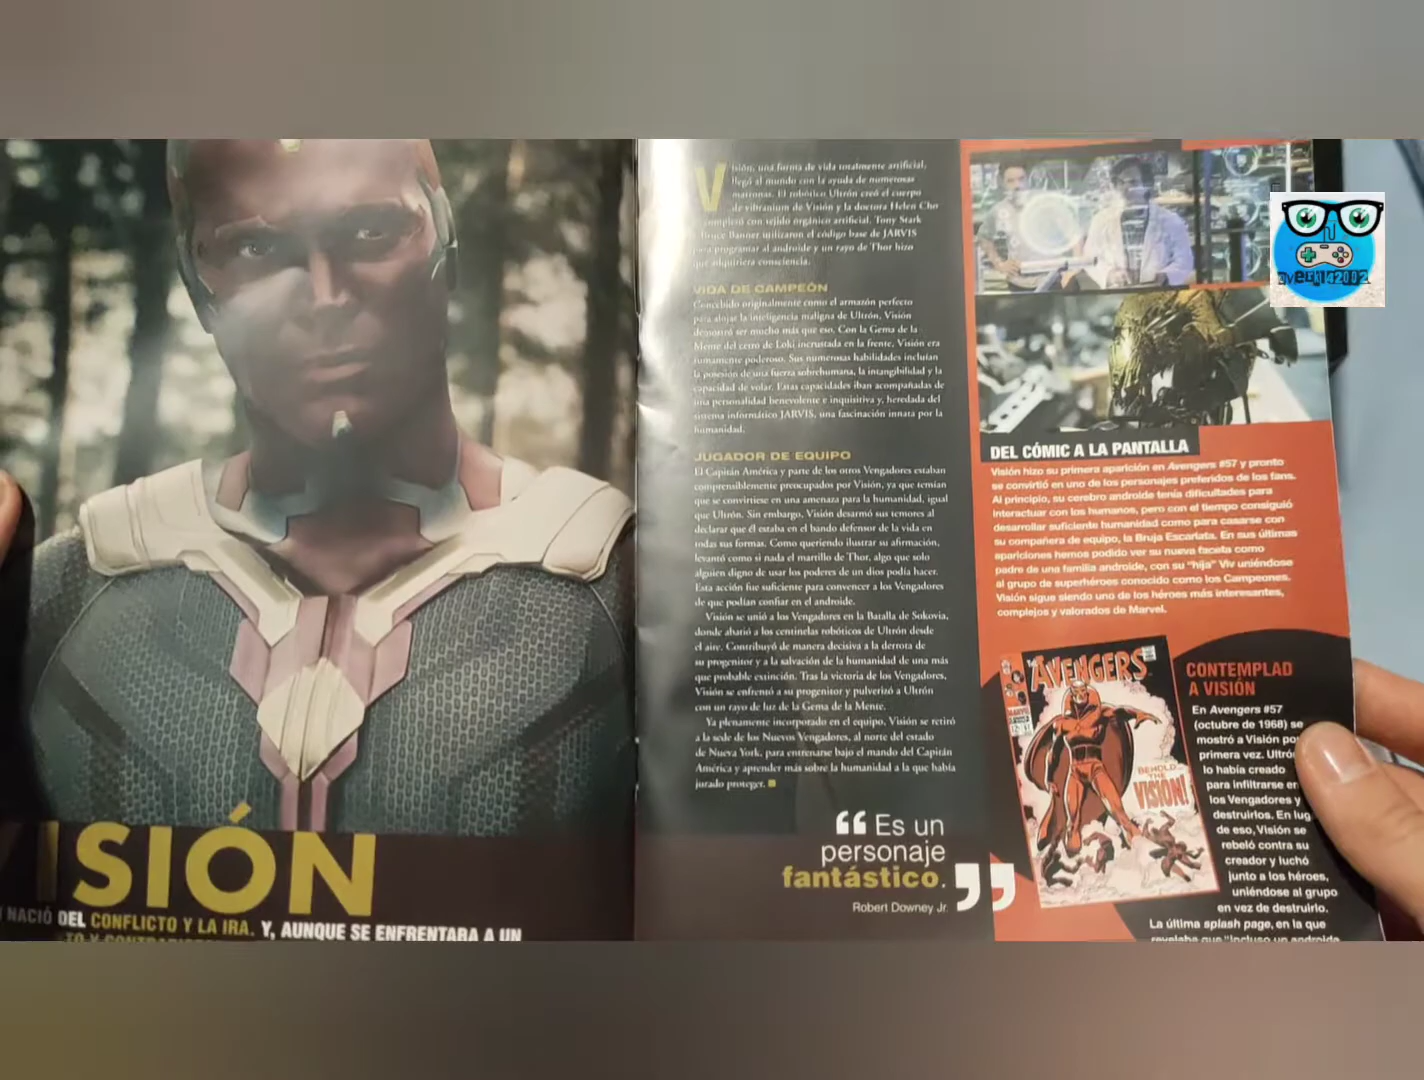 VISIÓN
NACIÓ DEL CONFLICTO Y LA IRA. Y, AUNQUE SE ENFRENTABA A UN
Visión, una forma de vida totalmente artificial,
llegó al mundo con la ayuda de numerosas
marronas. El robótico Ultrón creó el cuerpo
de vibranium de Visión y la doctora Helen Cho
completó con tejido orgánico artificial. Tony Stark
Bruce Banner utilizaron el código base de JARVIS
para programar al androide y un rayo de Thor hizo
que adquiriera consciencia.
VIDA DE CAMPEÓN
Concebido originalmente como el armazón perfecto
para alojar la inteligencia maligna de Ultrón, Visión
demostró ser mucho más que eso. Con la Gema de la
Mente del cetro de Loki incrustada en la frente, Visión era
sumamente poderoso. Sus numerosas habilidades incluían
la posesión de una fuerza sobrehumana, la intangibilidad y la
capacidad de volar. Estas capacidades iban acompañadas de
una personalidad benevolente e inquisitiva y, heredada del
sistema informático JARVIS, una fascinación innata por la
humanidad.
JUGADOR DE EQUIPO
El Capitán América y parte de los otros Vengadores estaban
comprensiblemente preocupados por Visión, ya que temían
que se convirtiese en una amenaza para la humanidad, igual
que Ultrón. Sin embargo, Visión desarmó sus temores al
declarar que él estaba en el bando defensor de la vida en
todas sus formas. Como queriendo ilustrar su afirmación,
levantó como si nada el martillo de Thor, algo que solo
alguien digno de usar los poderes de un dios podía hacer.
Esta acción fue suficiente para convencer a los Vengadores
de que podían confiar en el androide.
Visión se unió a los Vengadores en la Batalla de Sokovia,
donde abatió a los centinelas robóticos de Ultrón desde
el aire. Contribuyó de manera decisiva a la derrota de
su progenitor y a la salvación de la humanidad de una más
que probable extinción. Tras la victoria de los Vengadores,
Visión se enfrentó a su progenitor y pulverizó a Ultrón
con un rayo de luz de la Gema de la Mente.
Ya plenamente incorporado en el equipo, Visión se retiró
a la sede de los Nuevos Vengadores, al norte del estado
de Nueva York, para entrenarse bajo el mando del Capitán
América y aprender más sobre la humanidad a la que había
jurado proteger.
“Es un
personaje
fantástico.”
Robert Downey Jr.
DEL CÓMIC A LA PANTALLA
Visión hizo su primera aparición en Avengers #57 y pronto
se convirtió en uno de los personajes preferidos de los fans.
Al principio, su cerebro androide tenía dificultades para
interactuar con los humanos, pero con el tiempo consiguió
desarrollar suficiente humanidad como para casarse con
su compañera de equipo, la Bruja Escarlata. En sus últimas
apariciones hemos podido ver su nueva faceta como
padre de una familia androide, con su "hija" Viv uniéndose
al grupo de superhéroes conocido como los Campeones.
Visión sigue siendo uno de los héroes más interesantes,
complejos y valorados de Marvel.
THE AVENGERS
BEHOLD...
THE
VISION!
CONTEMPLAD
A VISIÓN
En Avengers #57
(octubre de 1968) se
mostró a Visión por
primera vez. Ultrón
lo había creado
para infiltrarse en
los Vengadores y
destruirlos. En lug
de eso, Visión se
rebeló contra su
creador y luchó
junto a los héroes,
uniéndose al grupo
en vez de destruirlo.
La última splash page, en la que
revelaba que "Incluso un androide